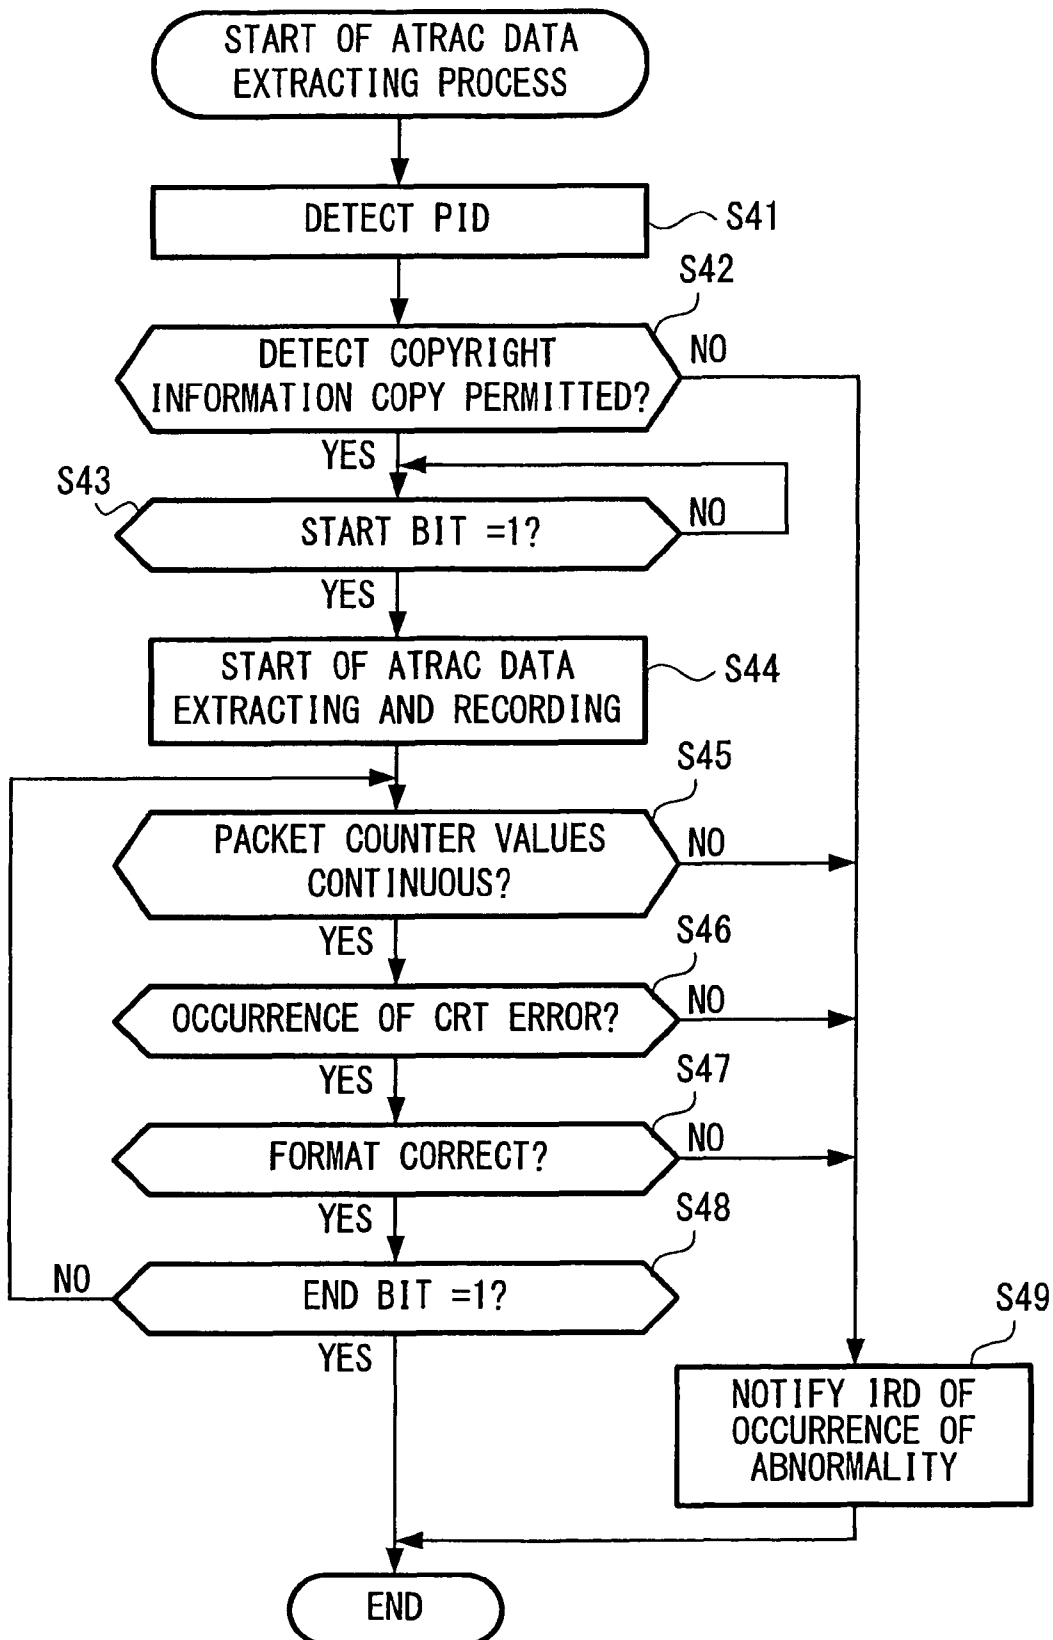 START OF ATRAC DATA
EXTRACTING PROCESS
DETECT PID
S41
S42
DETECT COPYRIGHT
INFORMATION COPY PERMITTED?
NO
YES
S43
START BIT =1?
NO
YES
START OF ATRAC DATA
EXTRACTING AND RECORDING
S44
S45
PACKET COUNTER VALUES
CONTINUOUS?
NO
YES
S46
OCCURRENCE OF CRT ERROR?
NO
YES
S47
FORMAT CORRECT?
NO
YES
S48
NO
END BIT =1?
YES
S49
NOTIFY IRD OF
OCCURRENCE OF
ABNORMALITY
END